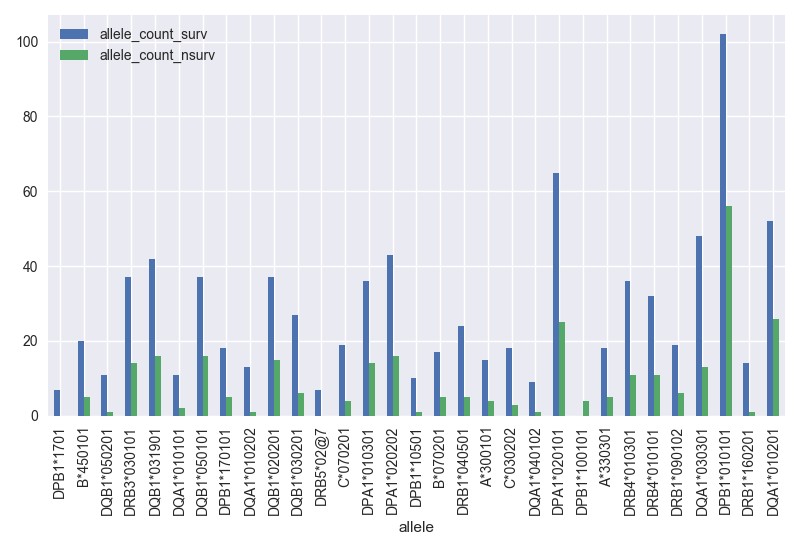 allele_count_surv
allele_count_nsurv
100
80
60
40
20
0
DPB1*1701
B*450101
DQB1*050201
DRB3*030101
DQB1*031901
DQA1*010101
DQB1*050101
DPB1*170101
DQA1*010202
DQB1*020201
DQB1*030201
DRB5*02@7
C*070201
DPA1*010301
DPA1*020202
DPB1*10501
B*070201
DRB1*040501
A*300101
C*030202
DQA1*040102
DPA1*020101
DPB1*100101
A*330301
DRB4*010301
DRB4*010101
DRB1*090102
DQA1*030301
DPB1*010101
DRB1*160201
DQA1*010201
allele